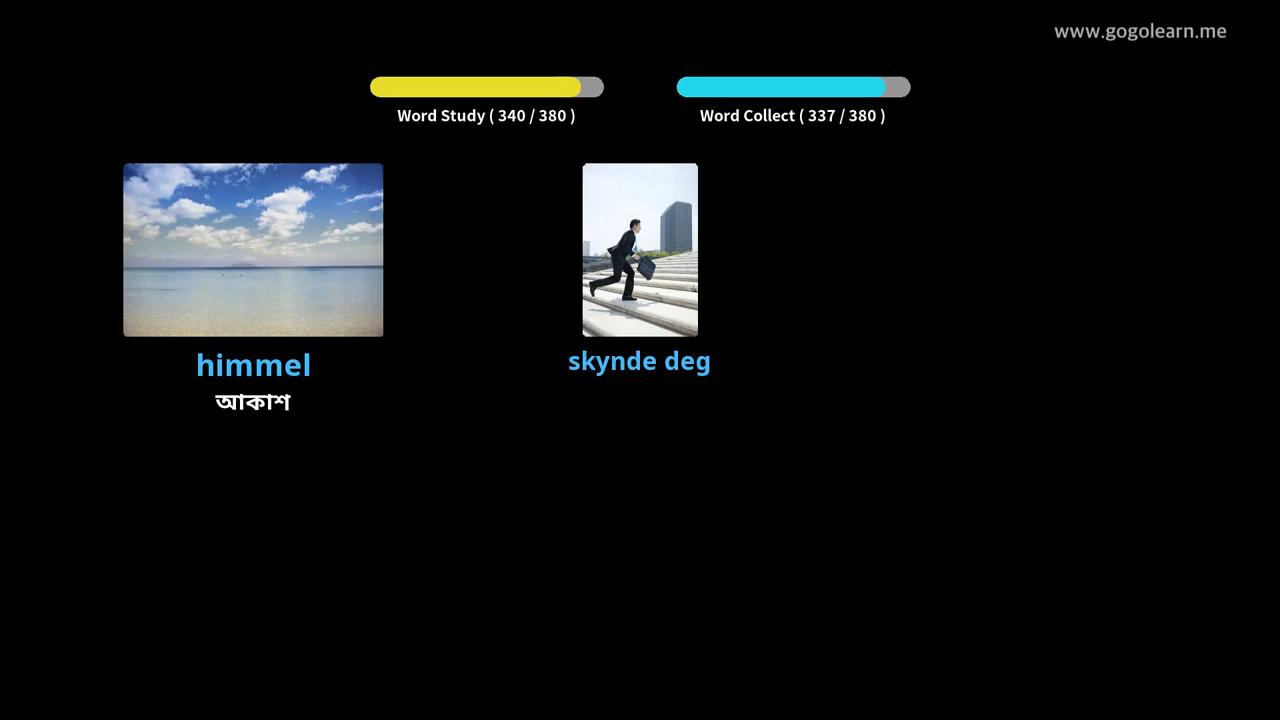 www.gogolearn.me
Word Study ( 340 / 380 )
Word Collect ( 337 / 380 )
himmel
আকাশ
skynde deg